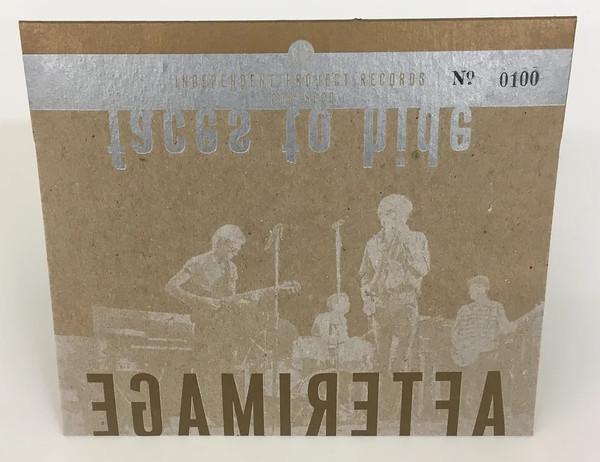 INDEPENDENT PROJECT RECORDS Nº 0100
faces to hide
AFTERIMAGE